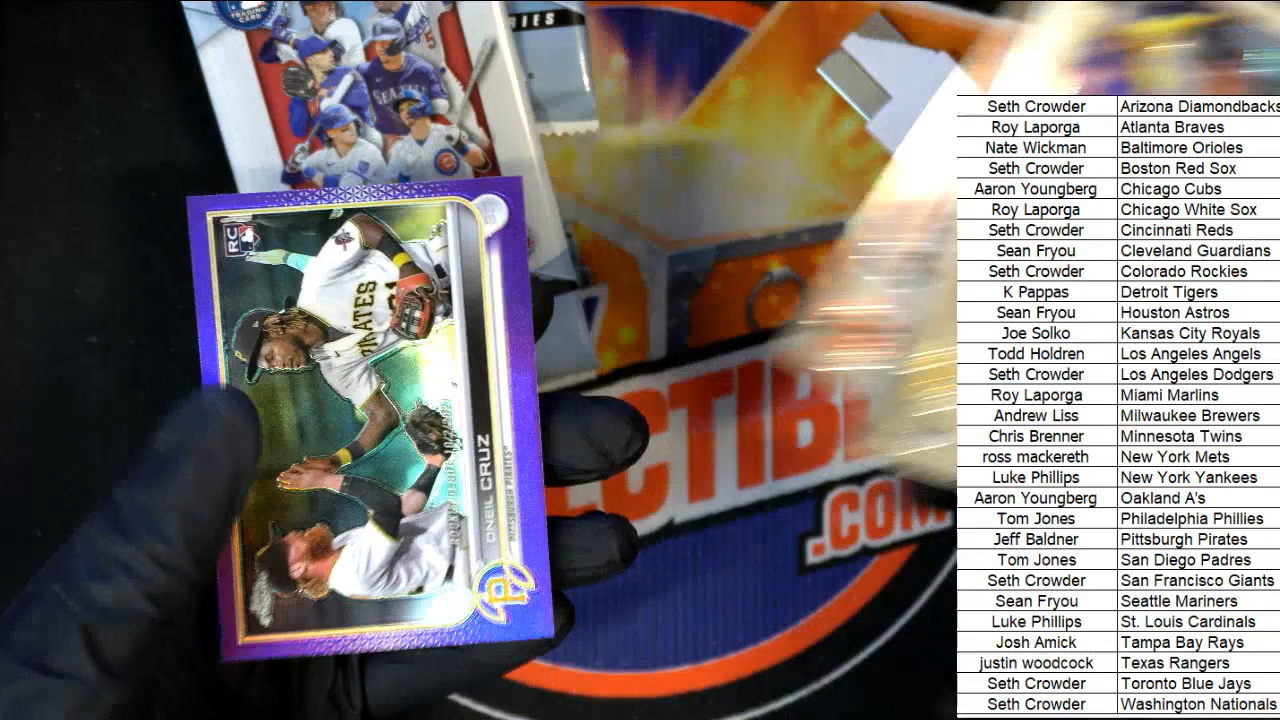 TRADING
CARD
RIES
5
SEATTLE
RC
ONEIL CRUZ
PITTSBURGH PIRATES
P
CTIB
.COM
Seth Crowder Arizona Diamondbacks
Roy Laporga Atlanta Braves
Nate Wickman Baltimore Orioles
Seth Crowder Boston Red Sox
Aaron Youngberg Chicago Cubs
Roy Laporga Chicago White Sox
Seth Crowder Cincinnati Reds
Sean Fryou Cleveland Guardians
Seth Crowder Colorado Rockies
K Pappas Detroit Tigers
Sean Fryou Houston Astros
Joe Solko Kansas City Royals
Todd Holdren Los Angeles Angels
Seth Crowder Los Angeles Dodgers
Roy Laporga Miami Marlins
Andrew Liss Milwaukee Brewers
Chris Brenner Minnesota Twins
ross mackereth New York Mets
Luke Phillips New York Yankees
Aaron Youngberg Oakland A's
Tom Jones Philadelphia Phillies
Jeff Baldner Pittsburgh Pirates
Tom Jones San Diego Padres
Seth Crowder San Francisco Giants
Sean Fryou Seattle Mariners
Luke Phillips St. Louis Cardinals
Josh Amick Tampa Bay Rays
justin woodcock Texas Rangers
Seth Crowder Toronto Blue Jays
Seth Crowder Washington Nationals